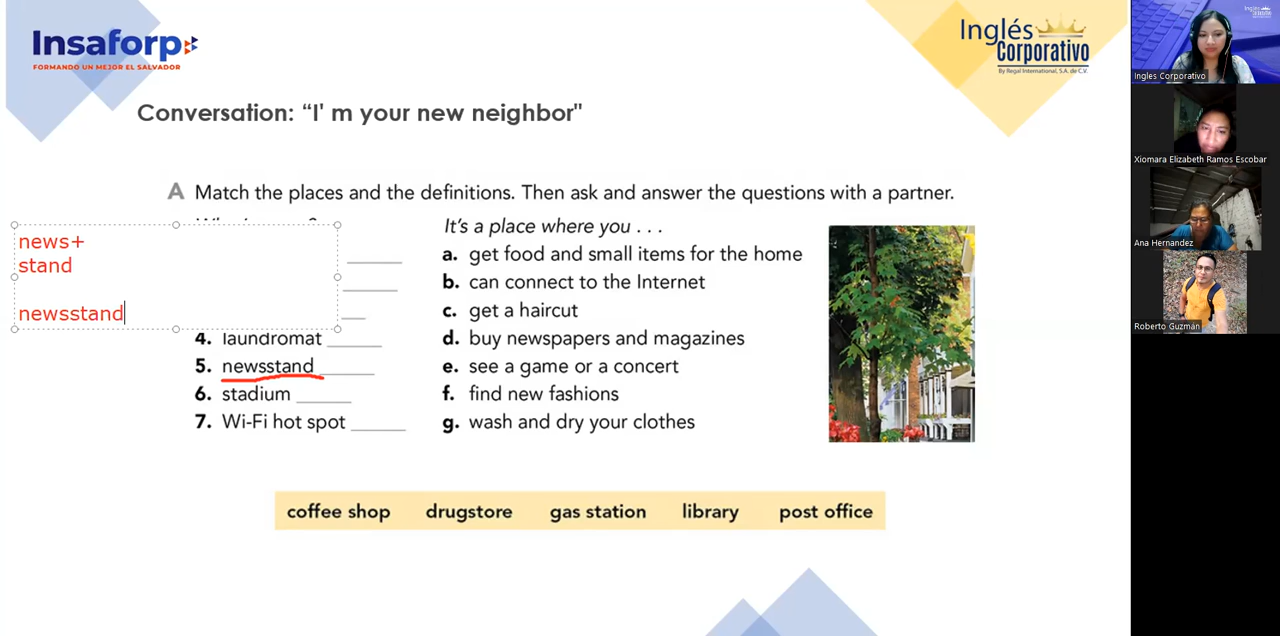 Insaforp
FORMANDO UN MEJOR EL SALVADOR
Inglés
Corporativo
By Regal International, S.A. de C.V.
Conversation: “I' m your new neighbor"
A Match the places and the definitions. Then ask and answer the questions with a partner.
It's a place where you . . .
news+
stand
newsstand
4. laundromat
5. newsstand
6. stadium
7. Wi-Fi hot spot
a. get food and small items for the home
b. can connect to the Internet
c. get a haircut
d. buy newspapers and magazines
e. see a game or a concert
f. find new fashions
g. wash and dry your clothes
coffee shop drugstore gas station library post office
Ingles Corporativo
Xiomara Elizabeth Ramos Escobar
Ana Hernandez
Roberto Guzmán